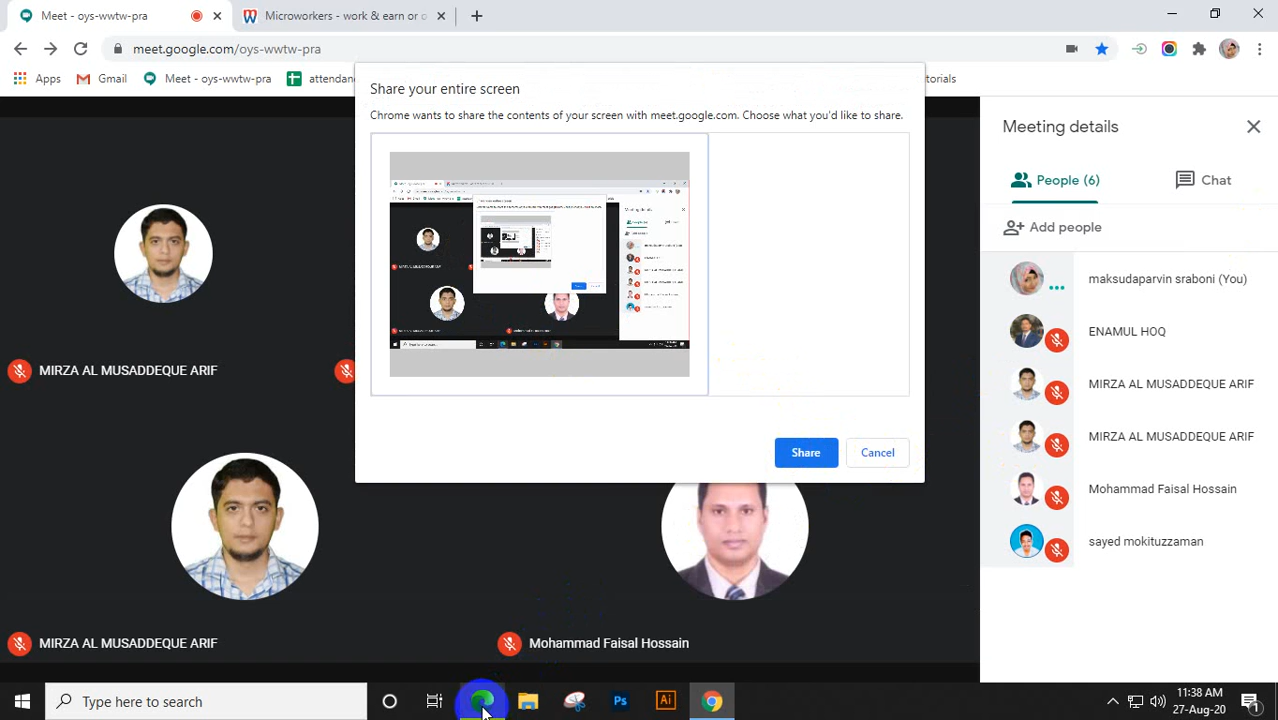 Meet - oys-wwtw-pra
Microworkers - work & earn or o
meet.google.com/oys-wwtw-pra
Apps
Gmail
Meet - oys-wwtw-pra
attendan
torials
Share your entire screen
Chrome wants to share the contents of your screen with meet.google.com. Choose what you'd like to share.
Share
Cancel
Meeting details
People (6)
Chat
Add people
maksudaparvin sraboni (You)
ENAMUL HOQ
MIRZA AL MUSADDEQUE ARIF
MIRZA AL MUSADDEQUE ARIF
Mohammad Faisal Hossain
sayed mokituzzaman
MIRZA AL MUSADDEQUE ARIF
MIRZA AL MUSADDEQUE ARIF
Mohammad Faisal Hossain
Type here to search
Ps
Ai
11:38 AM
27-Aug-20
1